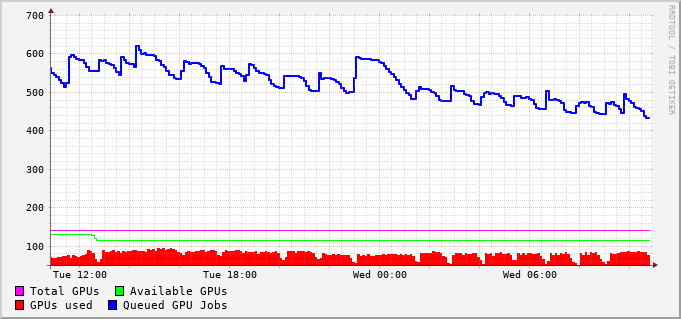 700
600
500
400
300
200
100
Tue 12:00 Tue 18:00 Wed 00:00 Wed 06:00
Total GPUs Available GPUs
GPUs used Queued GPU Jobs
RRDTOOL / TOBI OETIKER